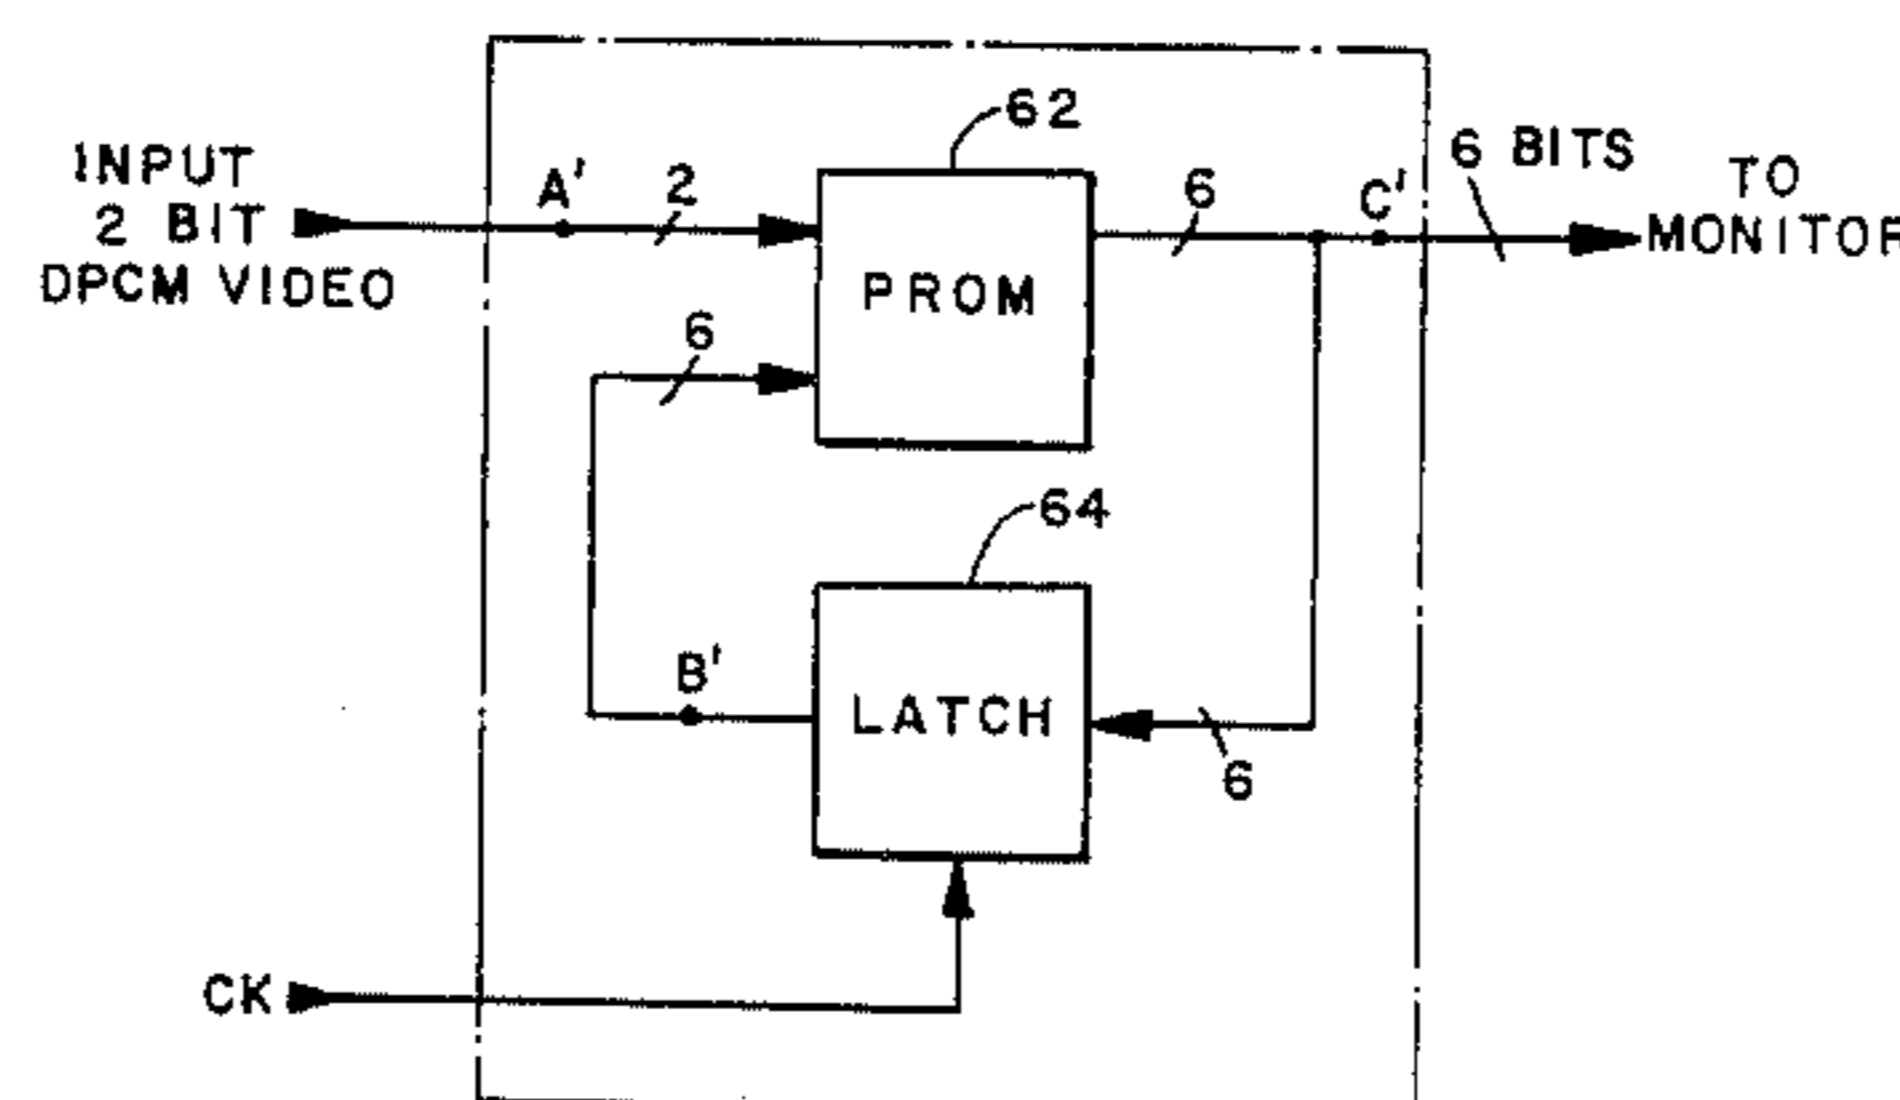 62
INPUT
2 BIT
DPCM VIDEO
A'
2
6
C'
6 BITS
TO
MONITOR
PROM
6
64
B'
LATCH
6
CK